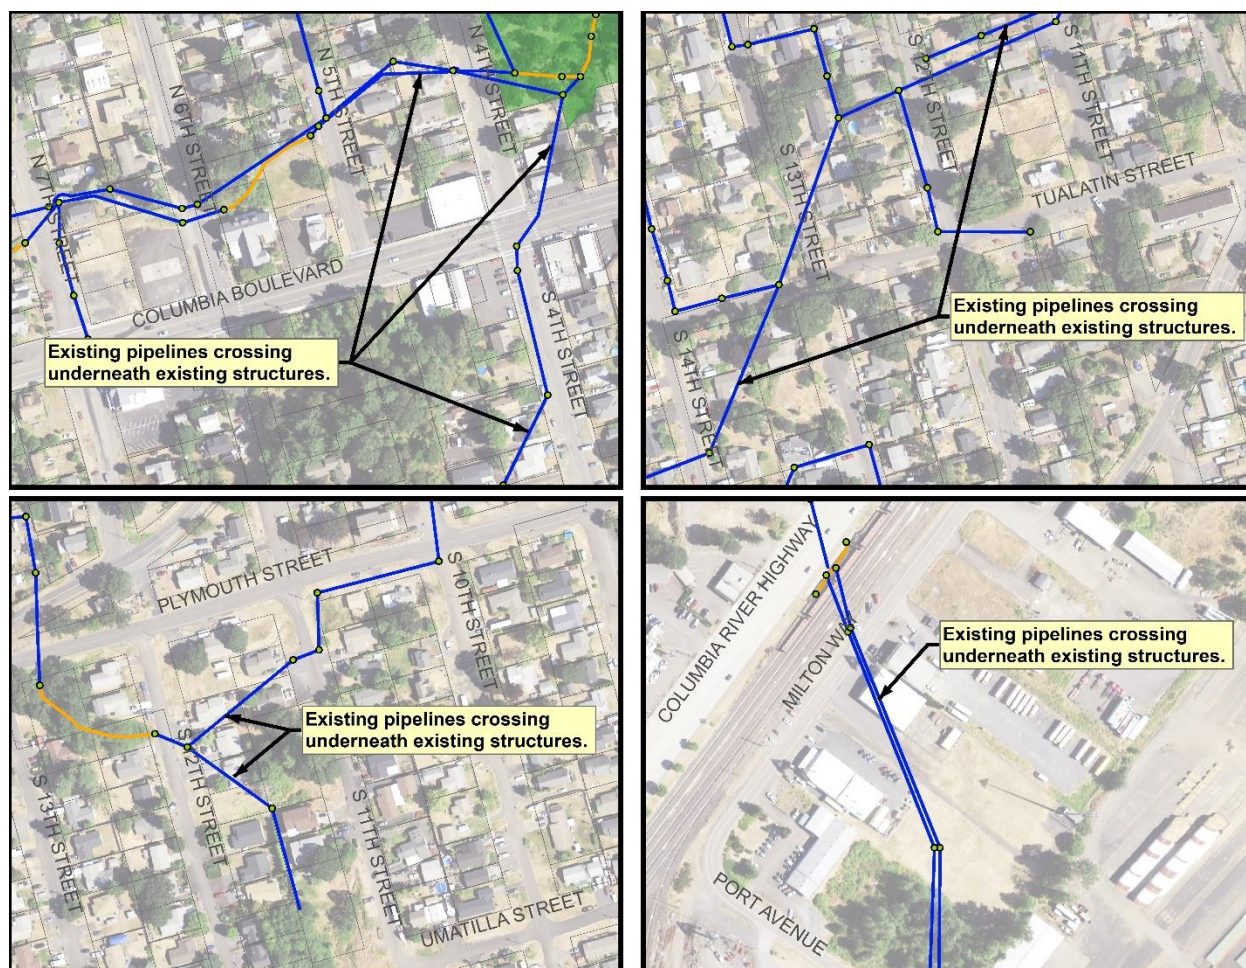 N 4TH STREET
N 5TH STREET
N 6TH STREET
N 7TH STREET
COLUMBIA BOULEVARD
S 4TH STREET
Existing pipelines crossing
underneath existing structures.
S 11TH STREET
S 12TH STREET
S 13TH STREET
TUALATIN STREET
S 14TH STREET
Existing pipelines crossing
underneath existing structures.
PLYMOUTH STREET
S 10TH STREET
S 12TH STREET
S 13TH STREET
S 11TH STREET
UMATILLA STREET
Existing pipelines crossing
underneath existing structures.
COLUMBIA RIVER HIGHWAY
MILTON WAY
PORT AVENUE
Existing pipelines crossing
underneath existing structures.